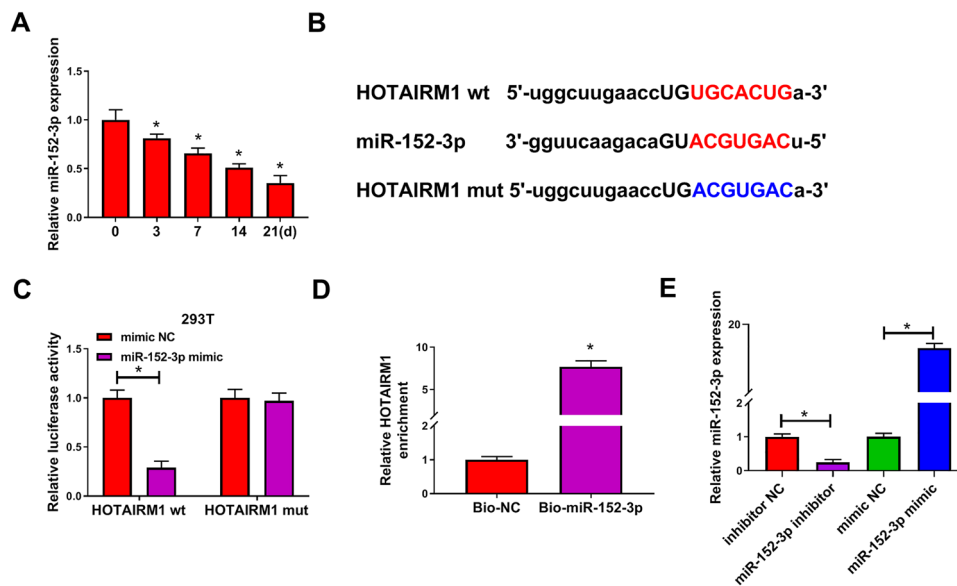 A
Relative miR-152-3p expression
1.5
1.0
0.5
0.0
*
*
*
*
0 3 7 14 21(d)
B
HOTAIRM1 wt 5'-uggcuugaaccUGUGCACUGa-3'
miR-152-3p 3'-gguucaagacaGUACGUGACu-5'
HOTAIRM1 mut 5'-uggcuugaaccUGACGUGACa-3'
C
293T
mimic NC
miR-152-3p mimic
Relative luciferase activity
1.5
1.0
0.5
0.0
*
HOTAIRM1 wt HOTAIRM1 mut
D
Relative HOTAIRM1
enrichment
10
5
2
1
0
*
Bio-NC Bio-miR-152-3p
E
Relative miR-152-3p expression
20
2
1
0
*
*
inhibitor NC
miR-152-3p inhibitor
mimic NC
miR-152-3p mimic